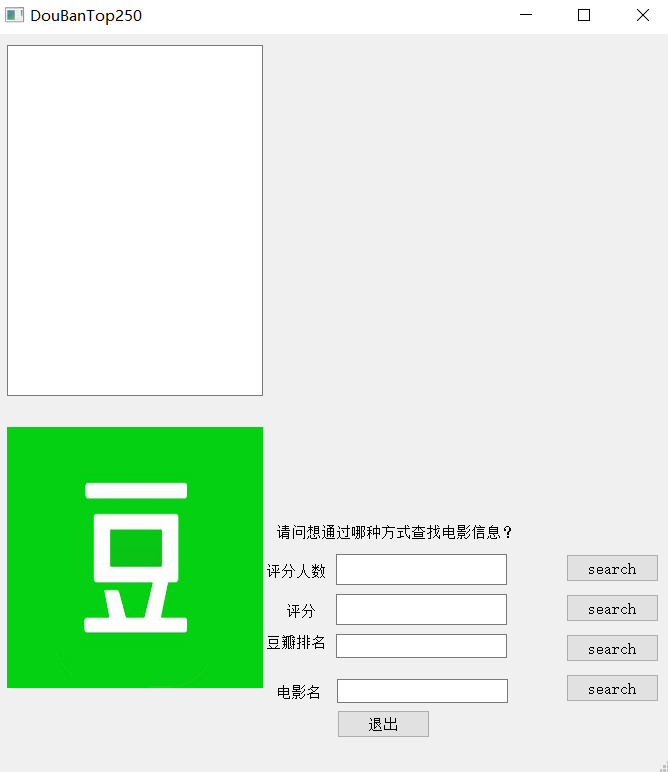 DouBanTop250
豆
请问想通过哪种方式查找电影信息？
评分人数 search
评分 search
豆瓣排名 search
电影名 search
退出